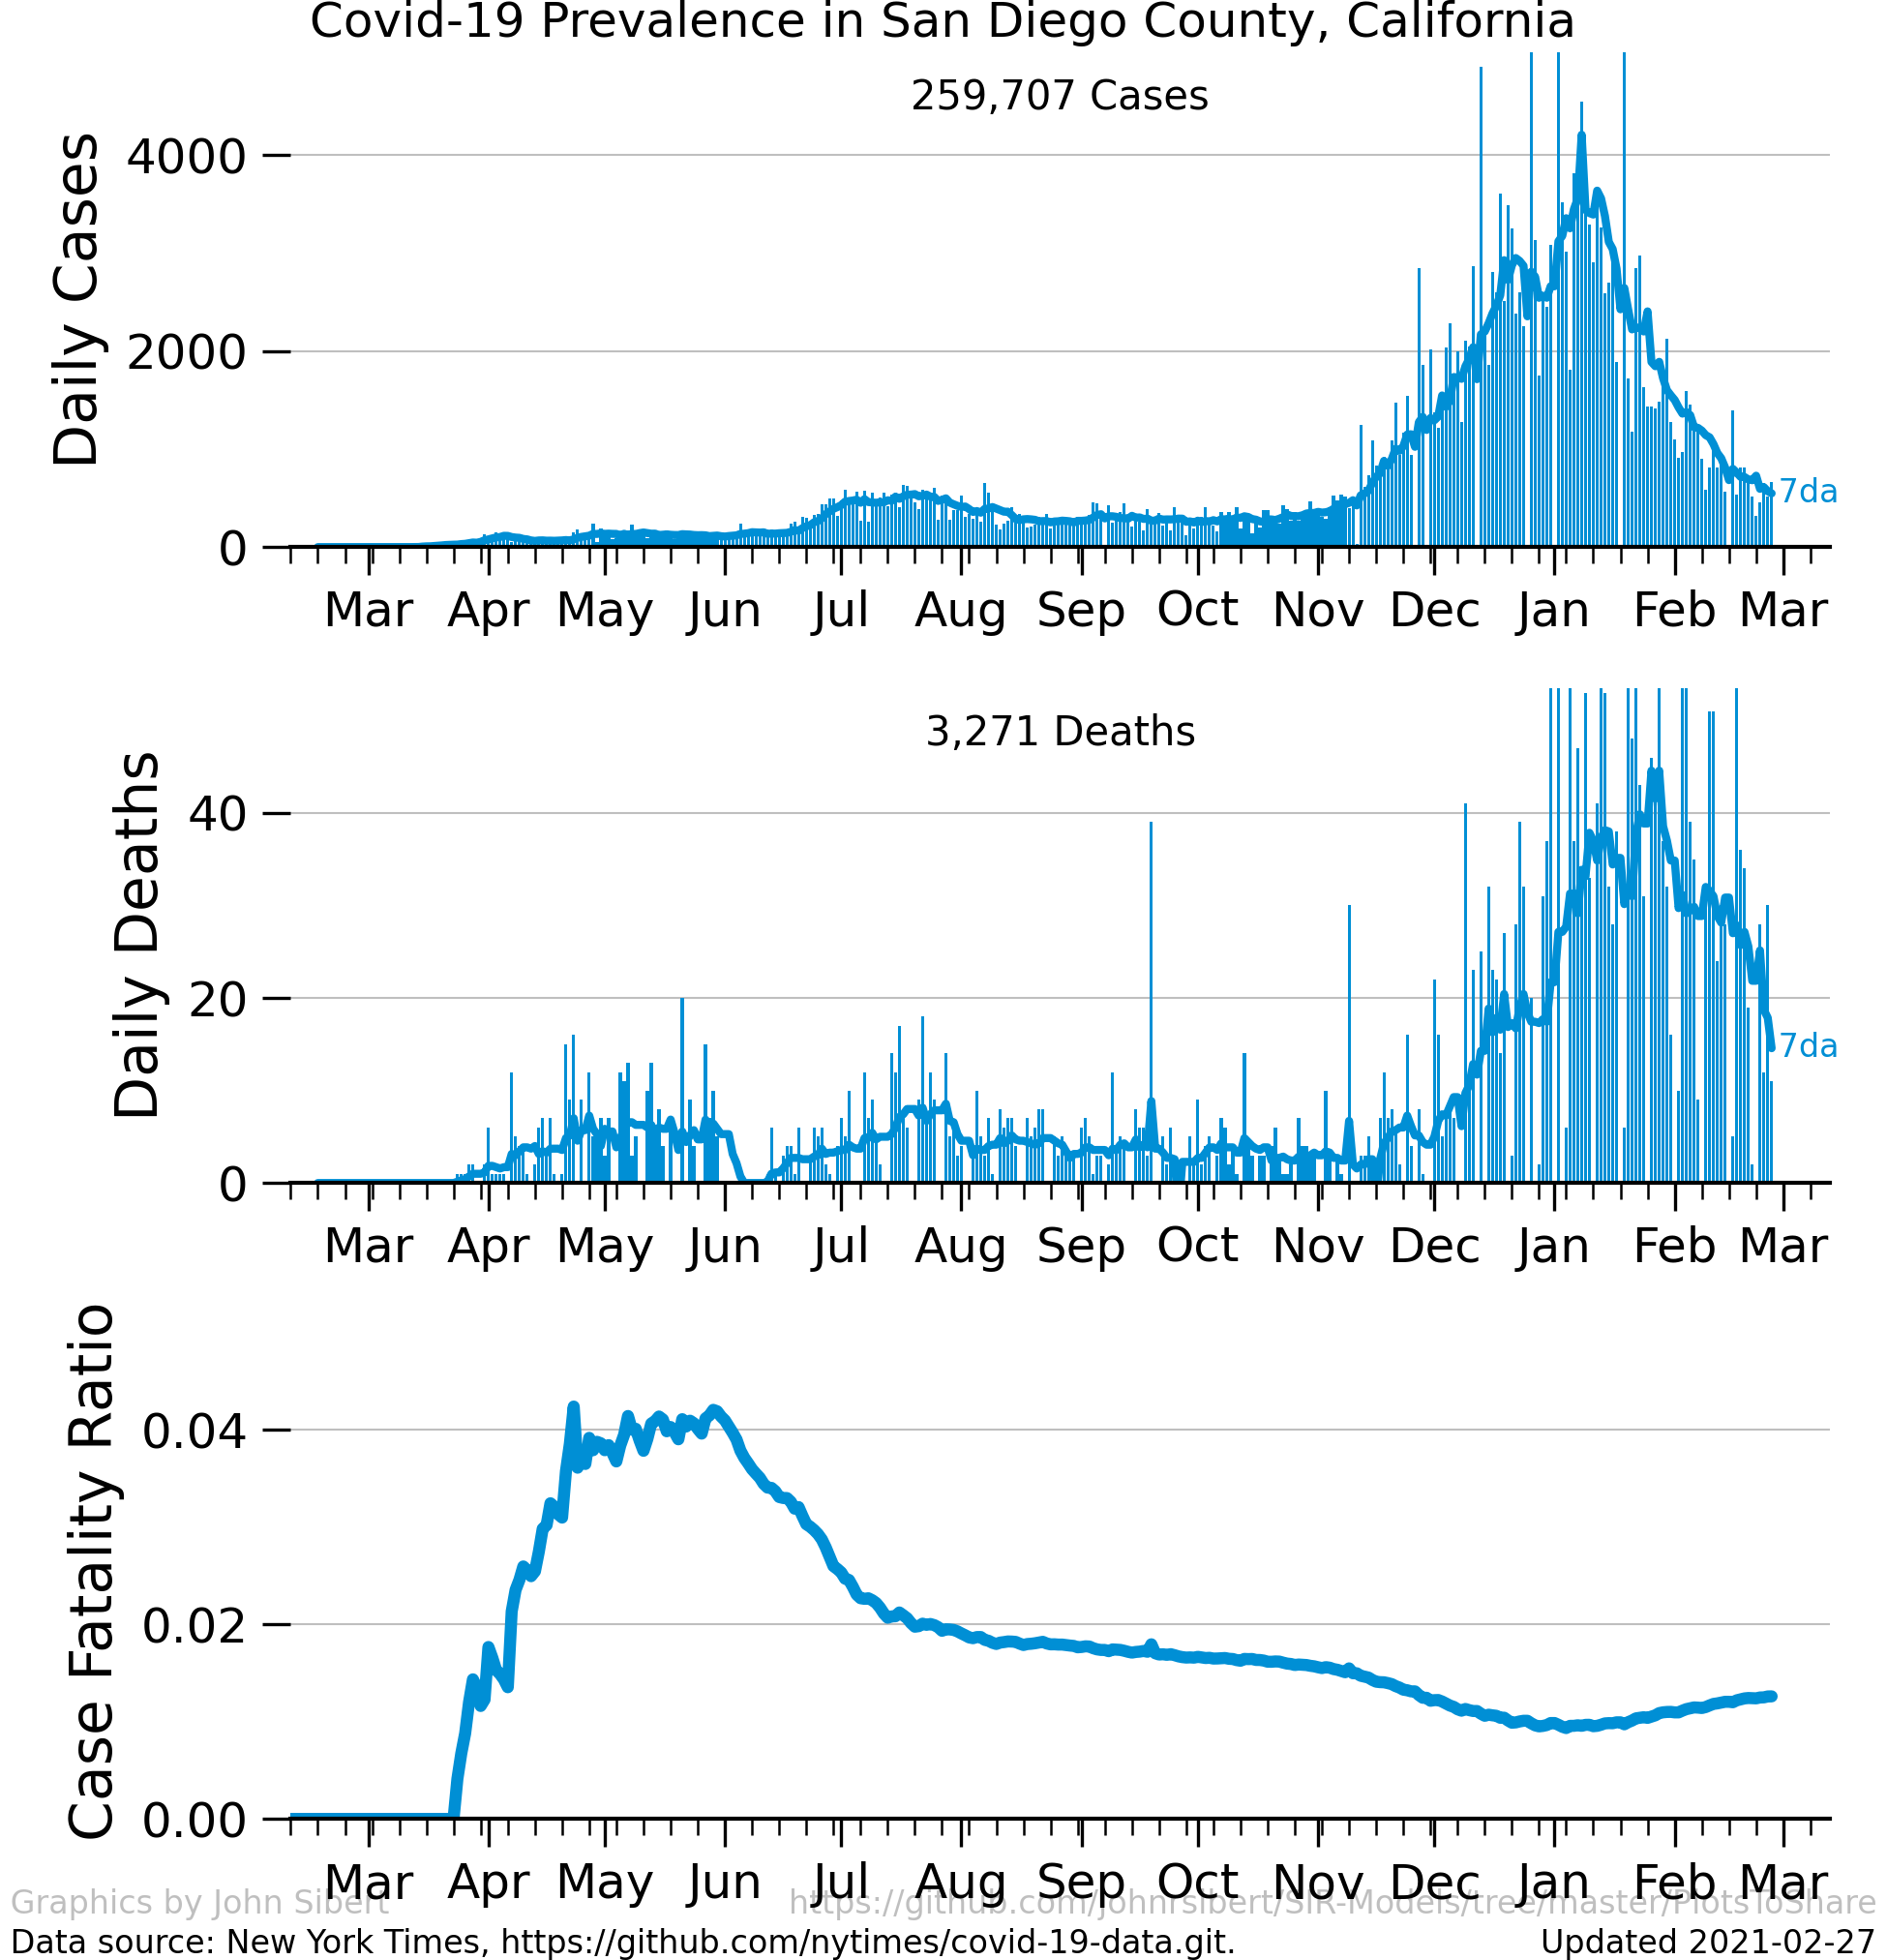 Covid-19 Prevalence in San Diego County, California
259,707 Cases
Daily Cases
4000
2000
0
7da
Mar Apr May Jun Jul Aug Sep Oct Nov Dec Jan Feb Mar
3,271 Deaths
Daily Deaths
40
20
0
7da
Mar Apr May Jun Jul Aug Sep Oct Nov Dec Jan Feb Mar
Case Fatality Ratio
0.04
0.02
0.00
Mar Apr May Jun Jul Aug Sep Oct Nov Dec Jan Feb Mar
Graphics by John Sibert https://github.com/johnrsibert/SIR-Models/tree/master/PlotsToShare
Data source: New York Times, https://github.com/nytimes/covid-19-data.git. Updated 2021-02-27